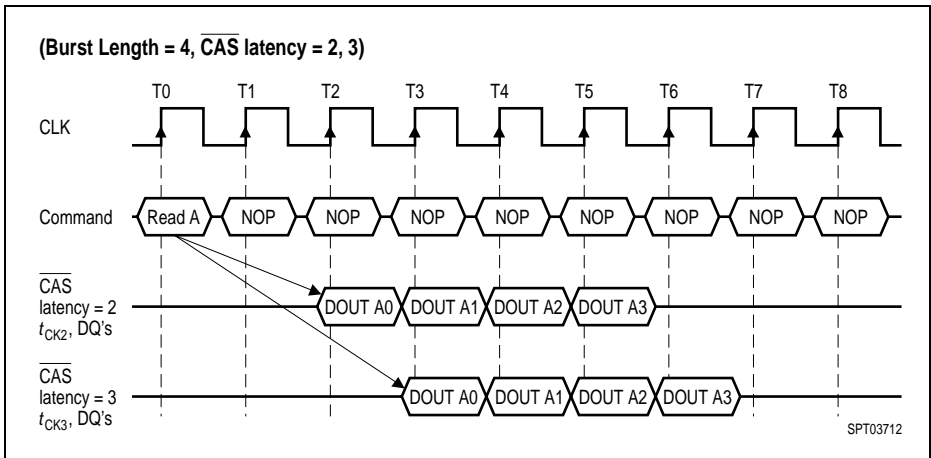 (Burst Length = 4, CAS latency = 2, 3)
T0 T1 T2 T3 T4 T5 T6 T7 T8
CLK
Command Read A NOP NOP NOP NOP NOP NOP NOP NOP
CAS
latency = 2
tCK2, DQ's
DOUT A0 DOUT A1 DOUT A2 DOUT A3
CAS
latency = 3
tCK3, DQ's
DOUT A0 DOUT A1 DOUT A2 DOUT A3
SPT03712